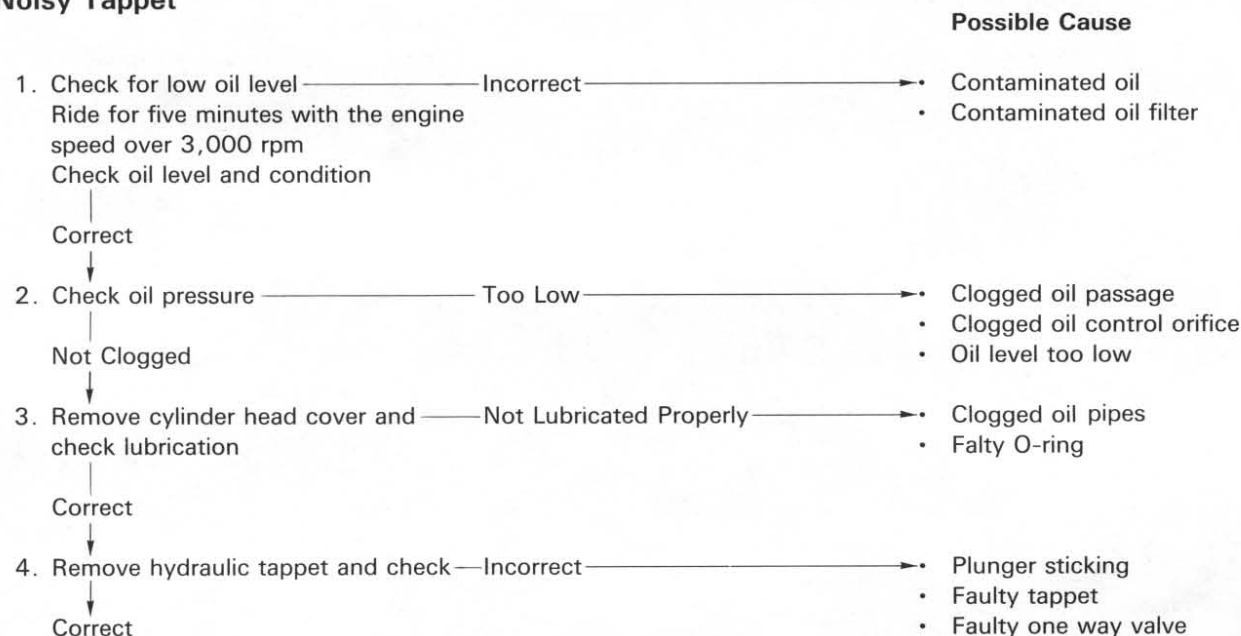 Noisy Tappet
Possible Cause
1. Check for low oil level Incorrect • Contaminated oil
Ride for five minutes with the engine • Contaminated oil filter
speed over 3,000 rpm
Check oil level and condition
Correct
2. Check oil pressure Too Low • Clogged oil passage
• Clogged oil control orifice
Not Clogged • Oil level too low
3. Remove cylinder head cover and Not Lubricated Properly • Clogged oil pipes
check lubrication • Falty O-ring
Correct
4. Remove hydraulic tappet and check Incorrect • Plunger sticking
• Faulty tappet
Correct • Faulty one way valve